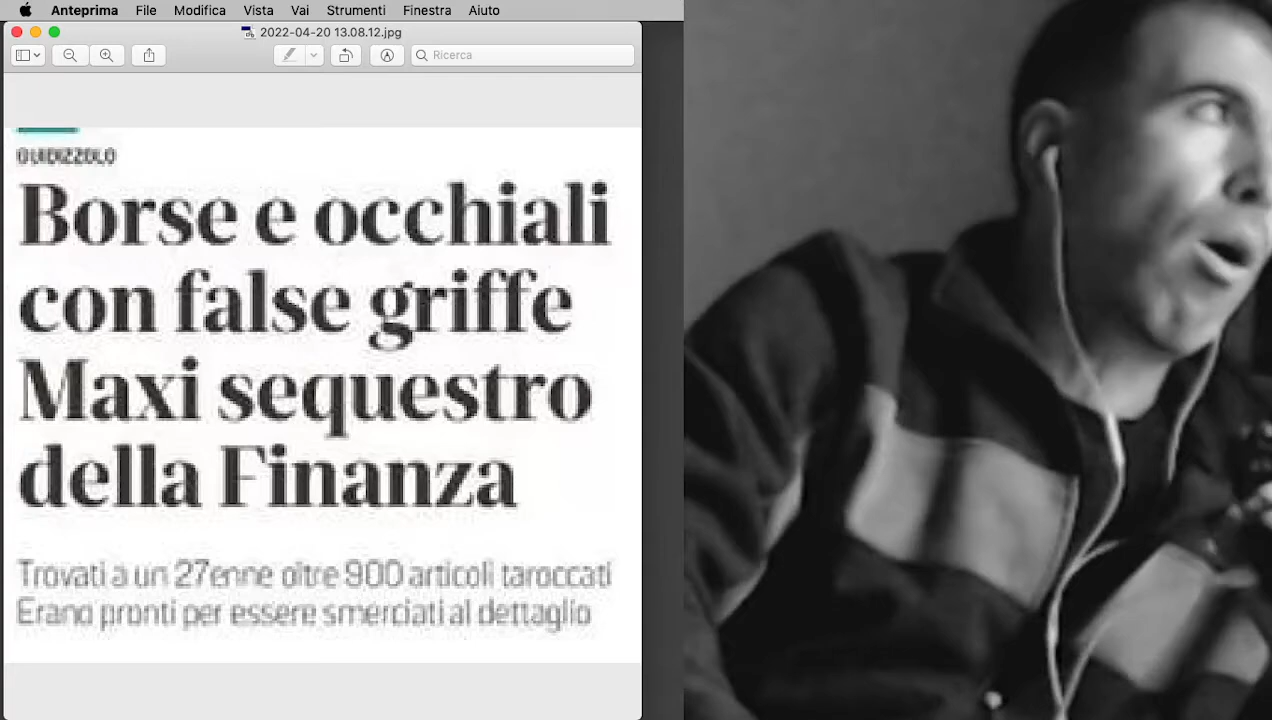 Anteprima File Modifica Vista Vai Strumenti Finestra Aiuto
2022-04-20 13.08.12.jpg
Ricerca
GUIDIZZOLO
Borse e occhiali
con false griffe
Maxi sequestro
della Finanza
Trovati a un 27enne oltre 900 articoli taroccati
Erano pronti per essere smerciati al dettaglio